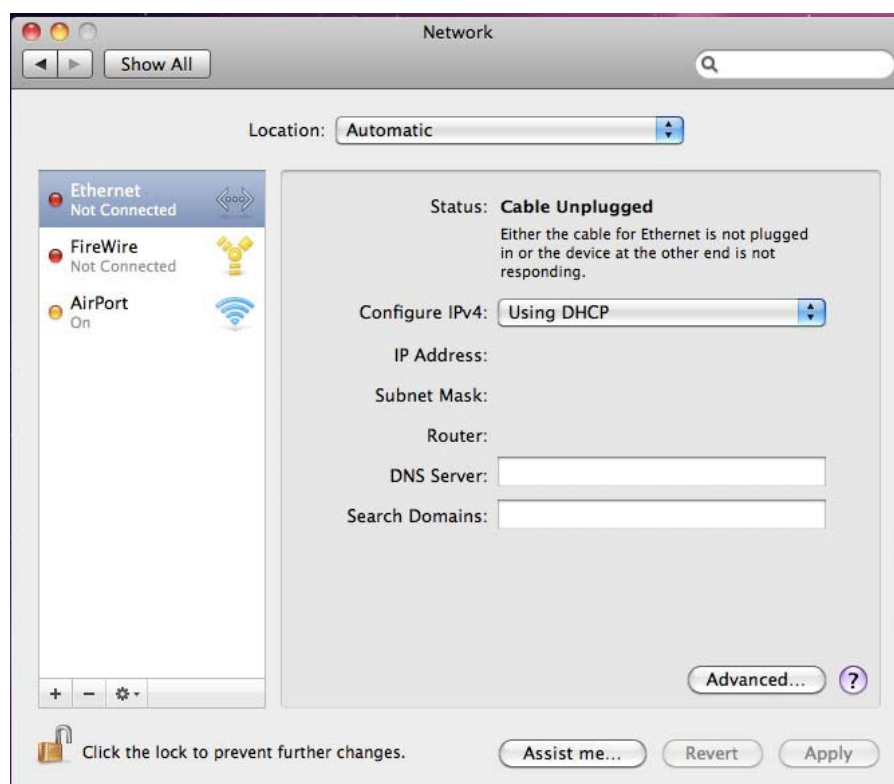 Network
Show All
Location: Automatic
Ethernet
Not Connected
FireWire
Not Connected
AirPort
On
Status: Cable Unplugged
Either the cable for Ethernet is not plugged
in or the device at the other end is not
responding.
Configure IPv4: Using DHCP
IP Address:
Subnet Mask:
Router:
DNS Server:
Search Domains:
Advanced... ?
Click the lock to prevent further changes.
Assist me... Revert Apply